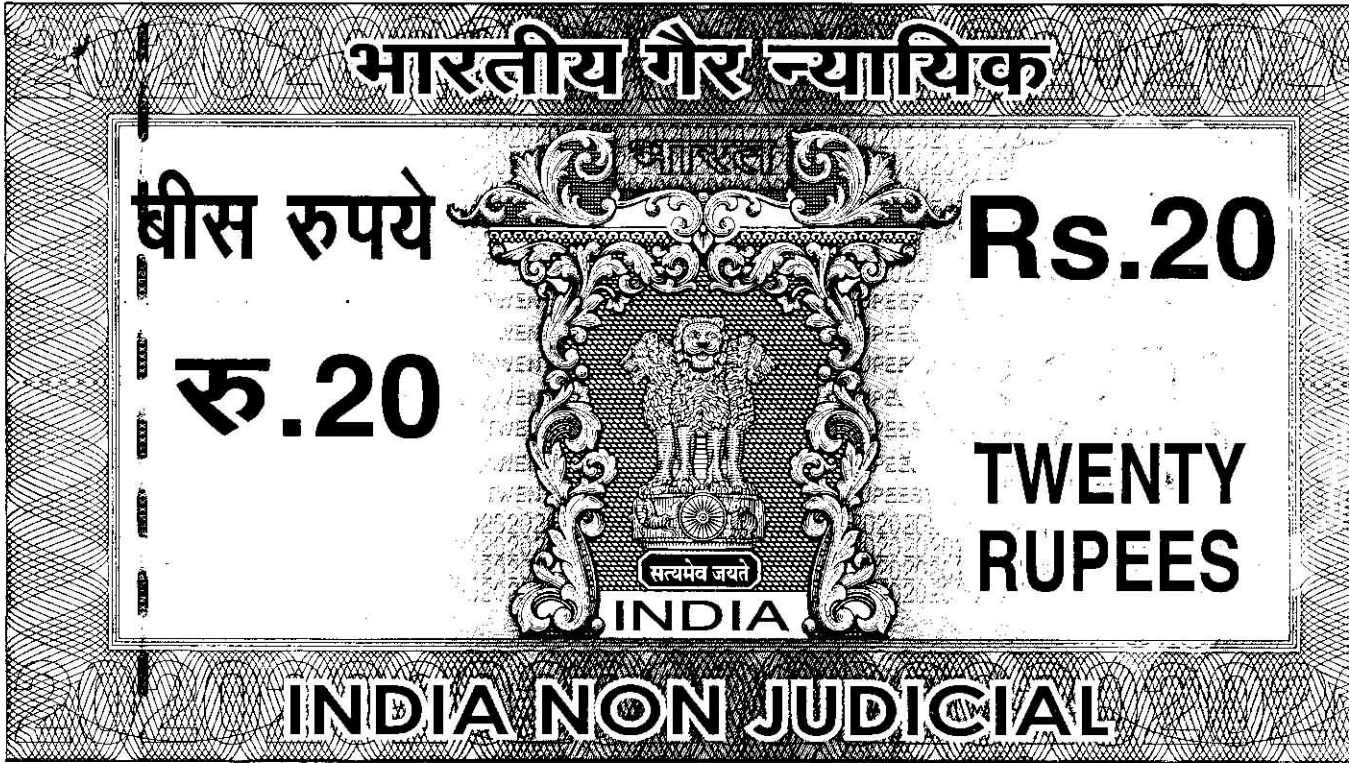 भारतीय गैर न्यायिक
बीस रुपये
Rs.20
रु.20
TWENTY
RUPEES
सत्यमेव जयते
INDIA
INDIA NON JUDICIAL